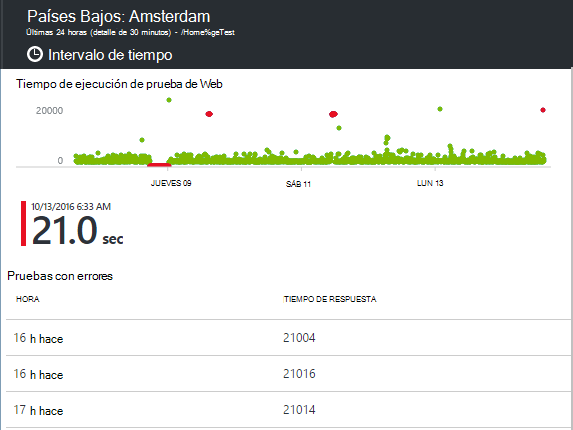 Países Bajos: Amsterdam
Últimas 24 horas (detalle de 30 minutos) - /Home%geTest
Intervalo de tiempo
Tiempo de ejecución de prueba de Web
20000
0
JUEVES 09 SÁB 11 LUN 13
10/13/2016 6:33 AM
21.0 sec
Pruebas con errores
HORA TIEMPO DE RESPUESTA
16 h hace 21004
16 h hace 21016
17 h hace 21014